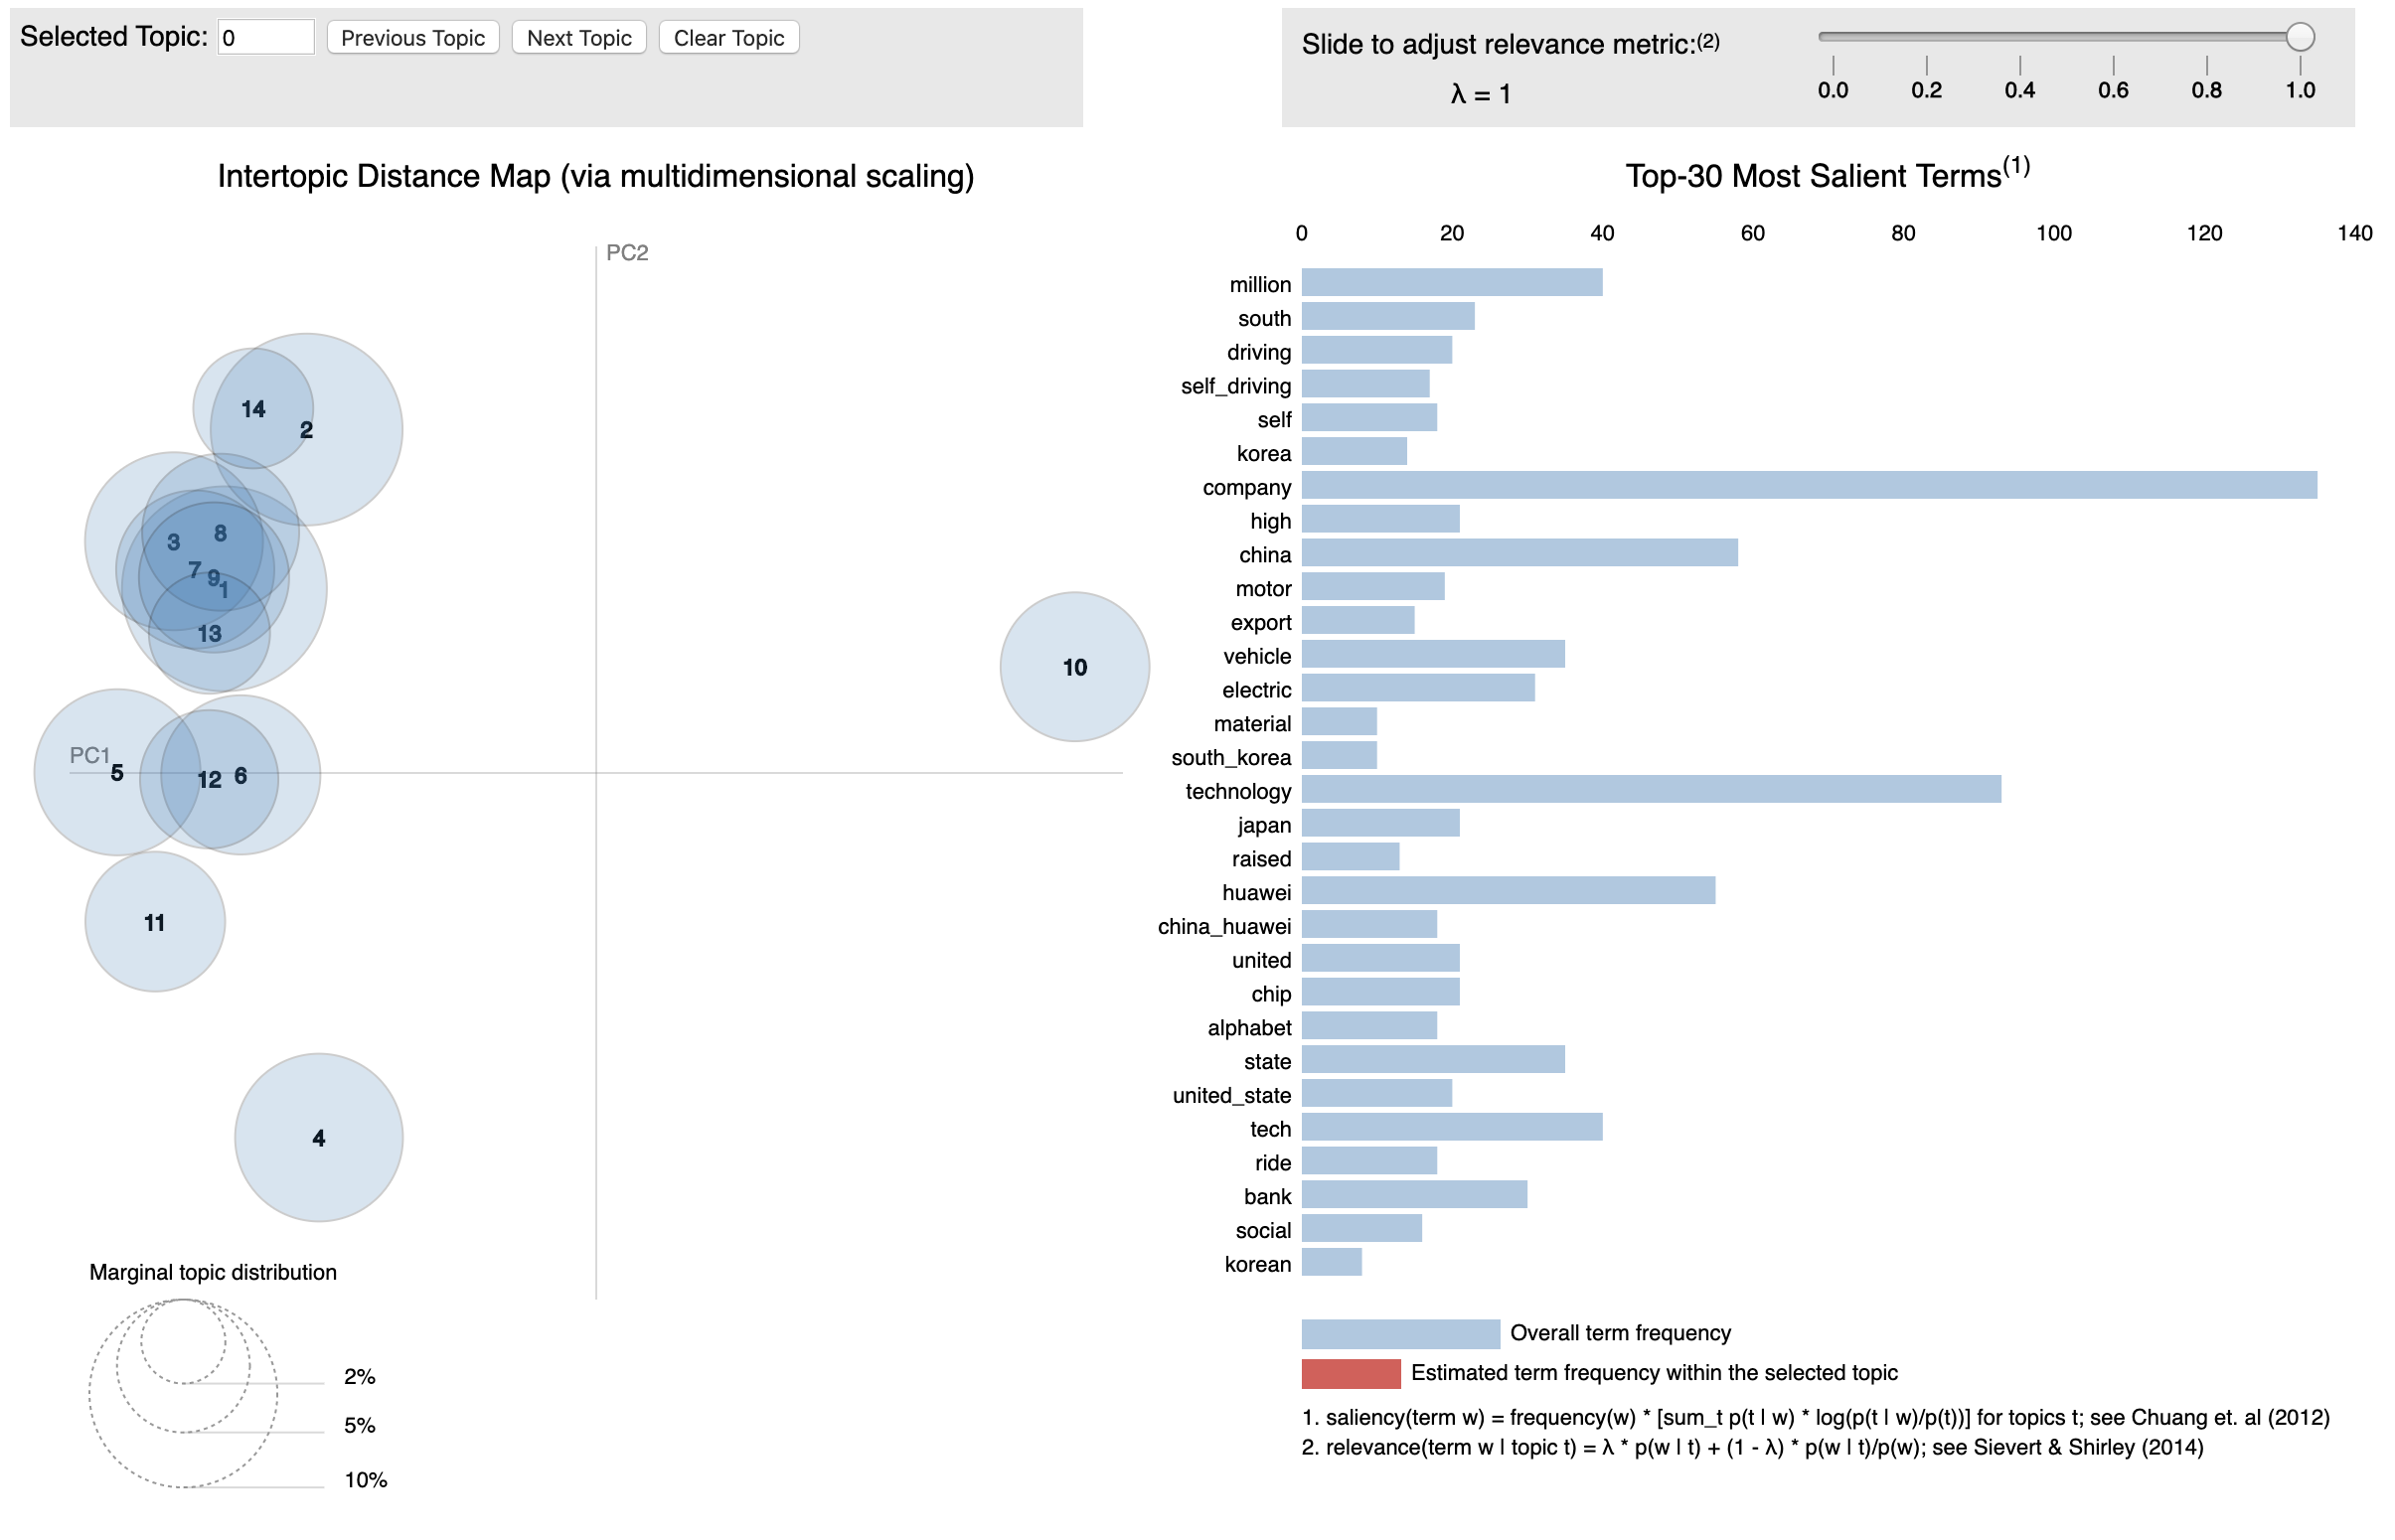 Selected Topic: 0 Previous Topic Next Topic Clear Topic
Slide to adjust relevance metric:(2)
λ = 1
0.0 0.2 0.4 0.6 0.8 1.0
Intertopic Distance Map (via multidimensional scaling)
PC2
14
2
3
8
7
9
1
13
10
PC1
5
12
6
11
4
Marginal topic distribution
2%
5%
10%
Top-30 Most Salient Terms(1)
0 20 40 60 80 100 120 140
million
south
driving
self_driving
self
korea
company
high
china
motor
export
vehicle
electric
material
south_korea
technology
japan
raised
huawei
china_huawei
united
chip
alphabet
state
united_state
tech
ride
bank
social
korean
Overall term frequency
Estimated term frequency within the selected topic
1. saliency(term w) = frequency(w) * [sum_t p(t | w) * log(p(t | w)/p(t))] for topics t; see Chuang et. al (2012)
2. relevance(term w | topic t) = λ * p(w | t) + (1 - λ) * p(w | t)/p(w); see Sievert & Shirley (2014)